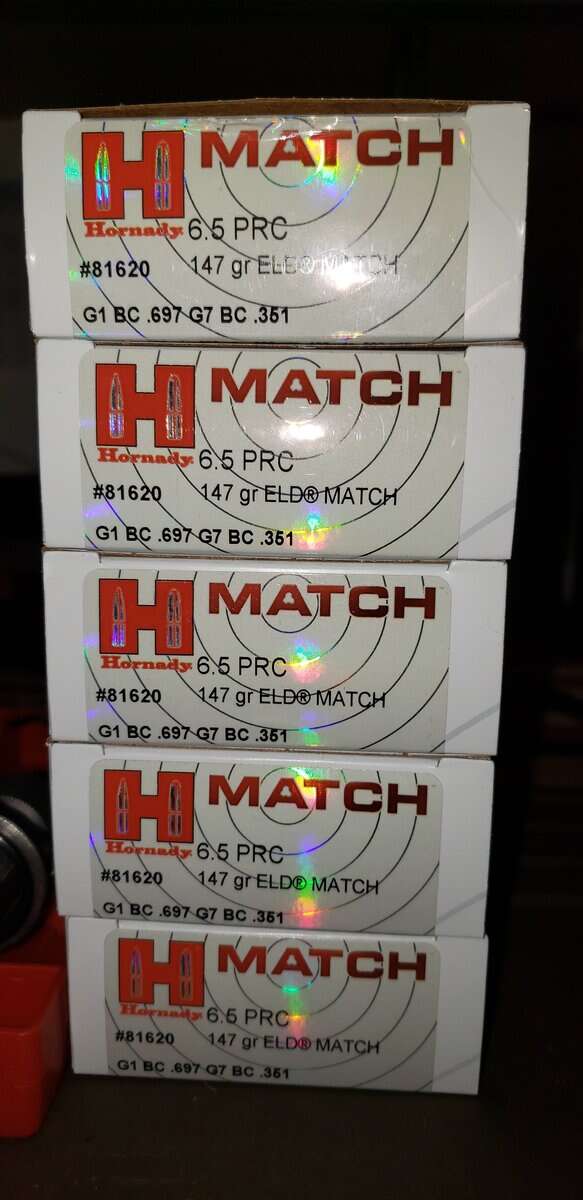 MATCH
Hornady
6.5 PRC
#81620
147 gr ELD® MATCH
G1 BC .697 G7 BC .351
MATCH
Hornady
6.5 PRC
#81620
147 gr ELD® MATCH
G1 BC .697 G7 BC .351
MATCH
Hornady
6.5 PRC
#81620
147 gr ELD® MATCH
G1 BC .697 G7 BC .351
MATCH
Hornady
6.5 PRC
#81620
147 gr ELD® MATCH
G1 BC .697 G7 BC .351
MATCH
Hornady
6.5 PRC
#81620
147 gr ELD® MATCH
G1 BC .697 G7 BC .351